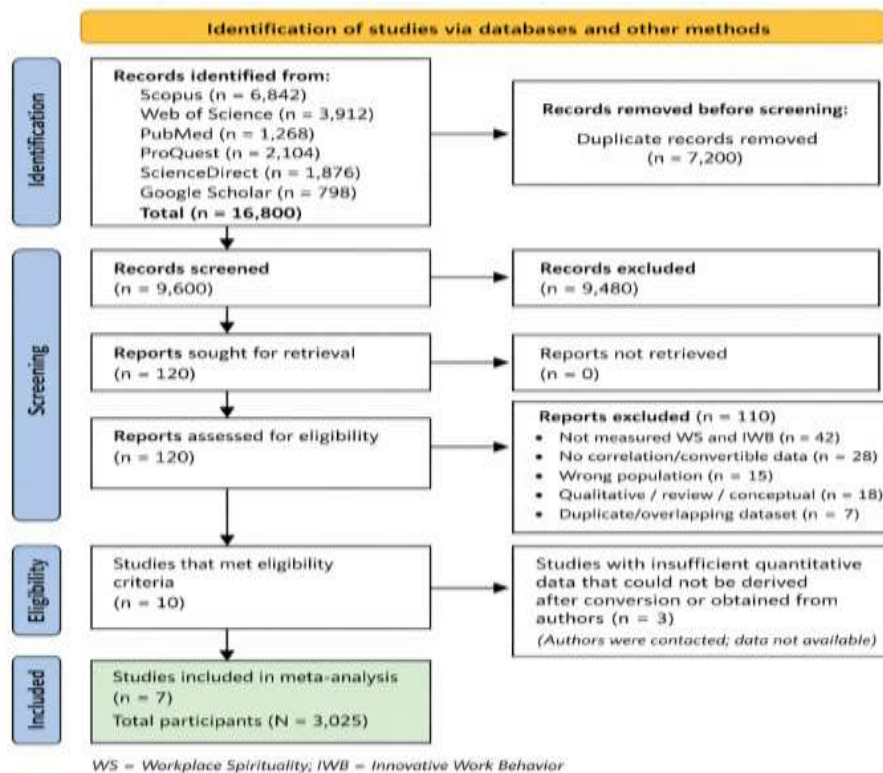 Identification of studies via databases and other methods
Identification
Records identified from:
Scopus (n = 6,842)
Web of Science (n = 3,912)
PubMed (n = 1,268)
ProQuest (n = 2,104)
ScienceDirect (n = 1,876)
Google Scholar (n = 798)
Total (n = 16,800)
Records removed before screening:
Duplicate records removed
(n = 7,200)
Screening
Records screened
(n = 9,600)
Records excluded
(n = 9,480)
Reports sought for retrieval
(n = 120)
Reports not retrieved
(n = 0)
Reports assessed for eligibility
(n = 120)
Reports excluded (n = 110)
• Not measured WS and IWB (n = 42)
• No correlation/convertible data (n = 28)
• Wrong population (n = 15)
• Qualitative / review / conceptual (n = 18)
• Duplicate/overlapping dataset (n = 7)
Eligibility
Studies that met eligibility
criteria
(n = 10)
Studies with insufficient quantitative
data that could not be derived
after conversion or obtained from
authors (n = 3)
(Authors were contacted; data not available)
Included
Studies included in meta-analysis
(n = 7)
Total participants (N = 3,025)
WS = Workplace Spirituality; IWB = Innovative Work Behavior